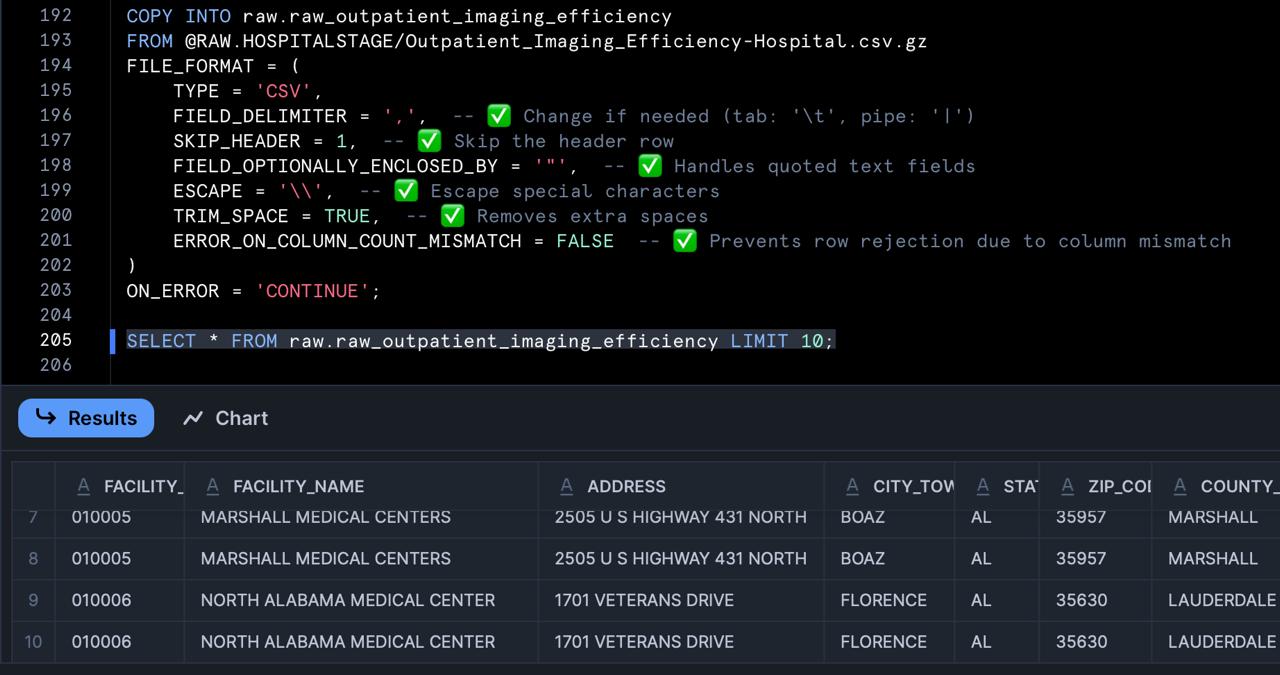 192 COPY INTO raw.raw_outpatient_imaging_efficiency
193 FROM @RAW.HOSPITALSTAGE/Outpatient_Imaging_Efficiency-Hospital.csv.gz
194 FILE_FORMAT = (
195 TYPE = 'CSV',
196 FIELD_DELIMITER = ',', -- ✅ Change if needed (tab: '\t', pipe: '|')
197 SKIP_HEADER = 1, -- ✅ Skip the header row
198 FIELD_OPTIONALLY_ENCLOSED_BY = '"', -- ✅ Handles quoted text fields
199 ESCAPE = '\\', -- ✅ Escape special characters
200 TRIM_SPACE = TRUE, -- ✅ Removes extra spaces
201 ERROR_ON_COLUMN_COUNT_MISMATCH = FALSE -- ✅ Prevents row rejection due to column mismatch
202 )
203 ON_ERROR = 'CONTINUE';
204
205 SELECT * FROM raw.raw_outpatient_imaging_efficiency LIMIT 10;
206
Results Chart
A FACILITY_ A FACILITY_NAME A ADDRESS A CITY_TOW A STAT A ZIP_COD A COUNTY_
7 010005 MARSHALL MEDICAL CENTERS 2505 U S HIGHWAY 431 NORTH BOAZ AL 35957 MARSHALL
8 010005 MARSHALL MEDICAL CENTERS 2505 U S HIGHWAY 431 NORTH BOAZ AL 35957 MARSHALL
9 010006 NORTH ALABAMA MEDICAL CENTER 1701 VETERANS DRIVE FLORENCE AL 35630 LAUDERDALE
10 010006 NORTH ALABAMA MEDICAL CENTER 1701 VETERANS DRIVE FLORENCE AL 35630 LAUDERDALE